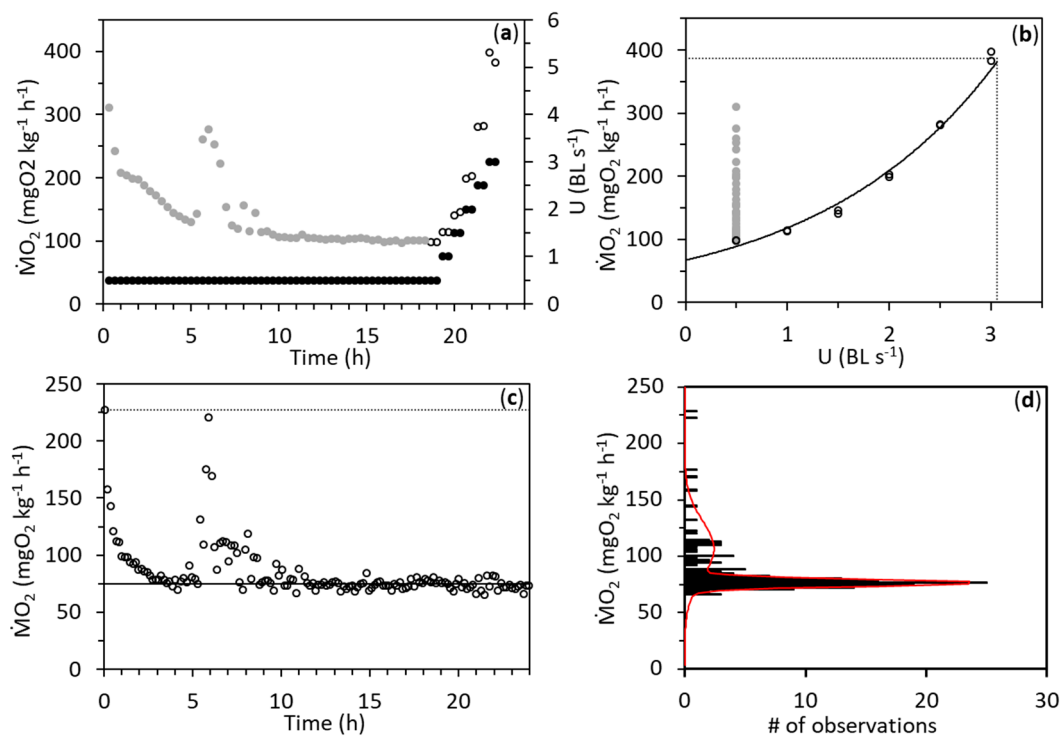 (a)
ṀO₂ (mgO2 kg⁻¹ h⁻¹)
400
300
200
100
0
6
5
4
3
2
1
0
U (BL s⁻¹)
0 5 10 15 20
Time (h)
(b)
ṀO₂ (mgO₂ kg⁻¹ h⁻¹)
400
300
200
100
0
0 1 2 3
U (BL s⁻¹)
(c)
ṀO₂ (mgO₂ kg⁻¹ h⁻¹)
250
200
150
100
50
0
0 5 10 15 20
Time (h)
(d)
ṀO₂ (mgO₂ kg⁻¹ h⁻¹)
250
200
150
100
50
0
0 10 20 30
# of observations